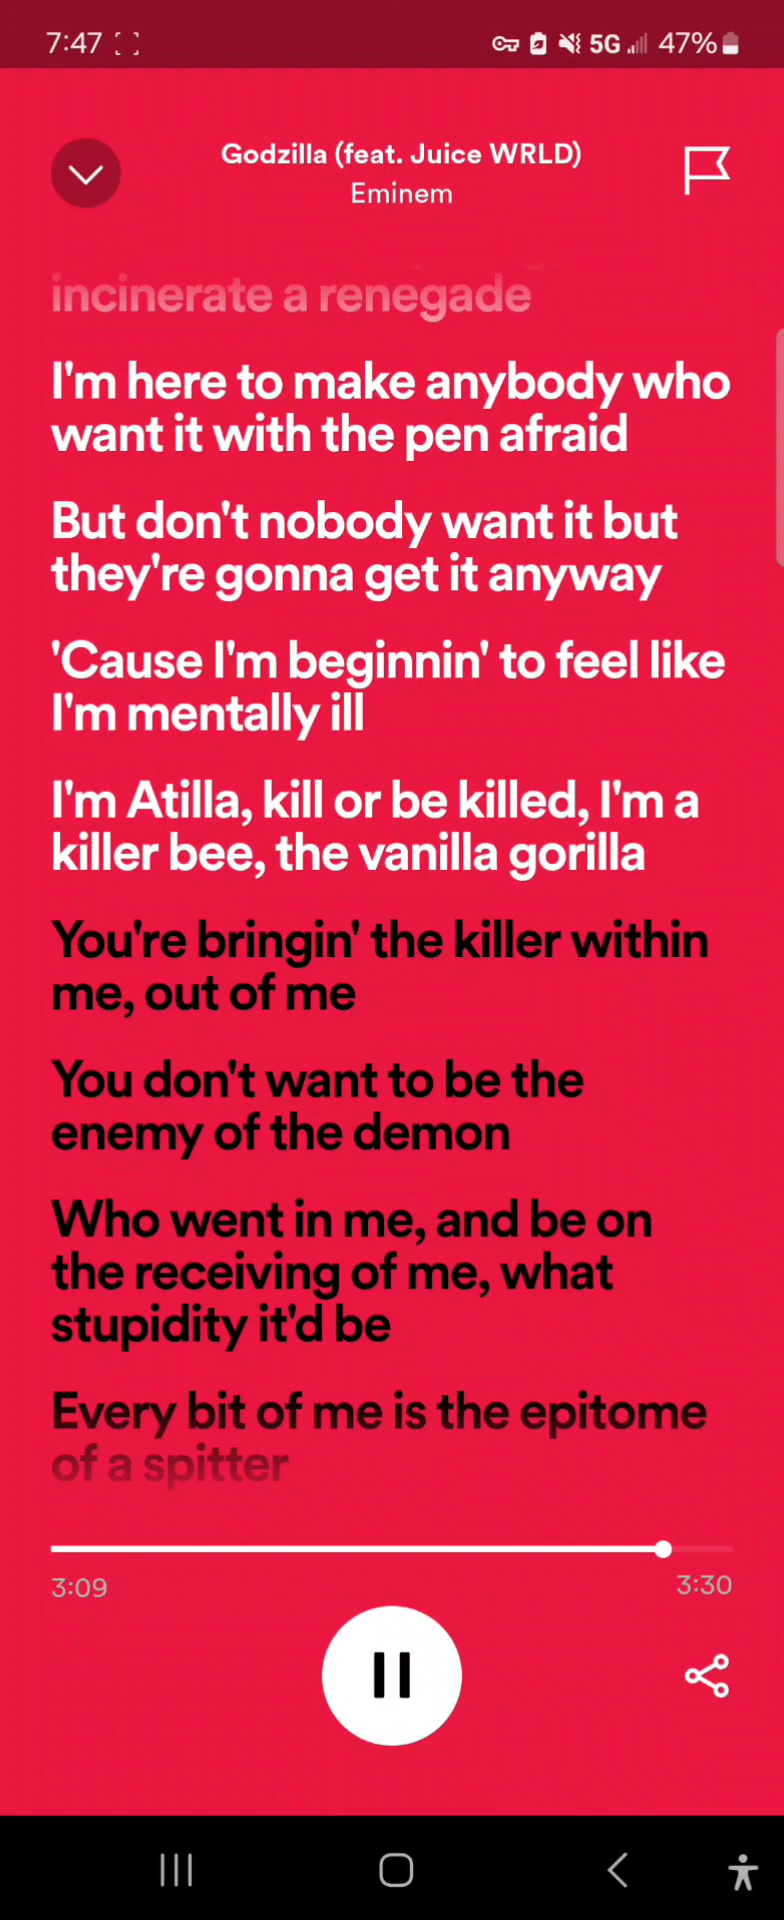 7:47 5G 47%
Godzilla (feat. Juice WRLD)
Eminem
incinerate a renegade
I'm here to make anybody who
want it with the pen afraid
But don't nobody want it but
they're gonna get it anyway
'Cause I'm beginnin' to feel like
I'm mentally ill
I'm Atilla, kill or be killed, I'm a
killer bee, the vanilla gorilla
You're bringin' the killer within
me, out of me
You don't want to be the
enemy of the demon
Who went in me, and be on
the receiving of me, what
stupidity it'd be
Every bit of me is the epitome
of a spitter
3:09 3:30